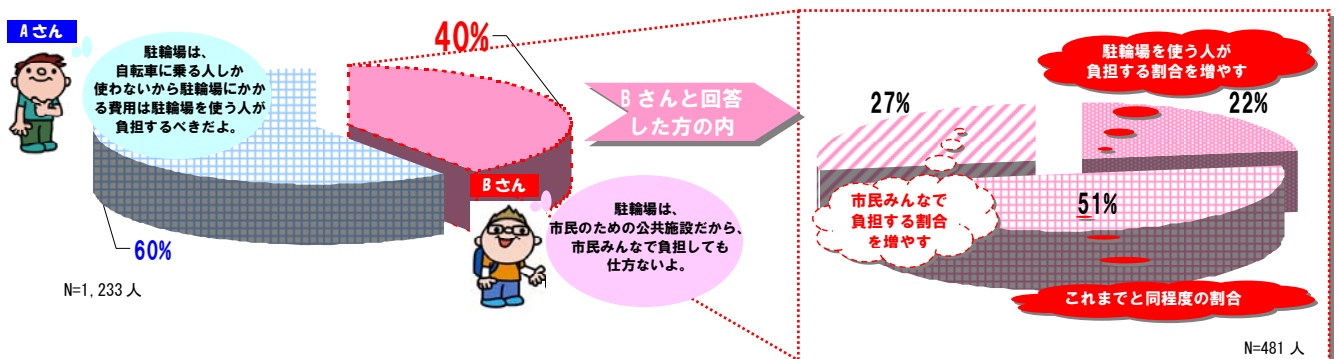 Aさん
駐輪場は、
自転車に乗る人しか
使わないから駐輪場にかか
る費用は駐輪場を使う人が
負担するべきだよ。
40%
60%
N=1,233 人
Bさん
駐輪場は、
市民のための公共施設だから、
市民みんなで負担しても
仕方ないよ。
Bさんと回答
した方の内
駐輪場を使う人が
負担する割合を増やす
27%
22%
51%
市民みんなで
負担する割合
を増やす
これまでと同程度の割合
N=481 人